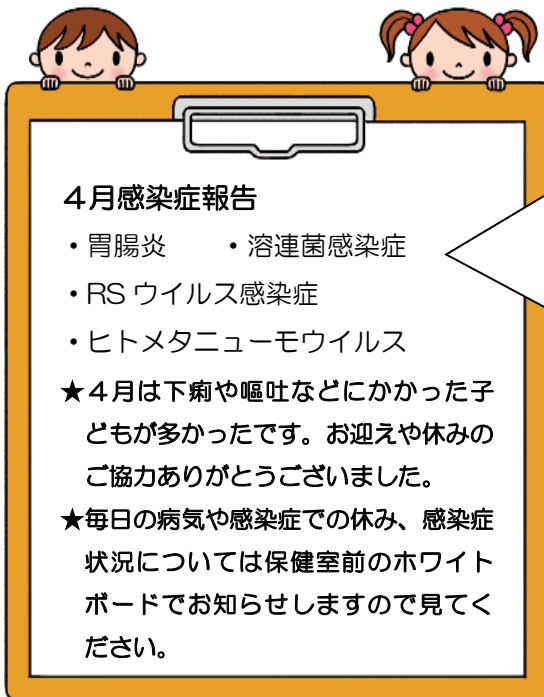 ４月感染症報告
・胃腸炎　　・溶連菌感染症
・RS ウイルス感染症
・ヒトメタニューモウイルス
★４月は下痢や嘔吐などにかかった子
どもが多かったです。お迎えや休みの
ご協力ありがとうございました。
★毎日の病気や感染症での休み、感染症
状況については保健室前のホワイト
ボードでお知らせしますので見てく
ださい。